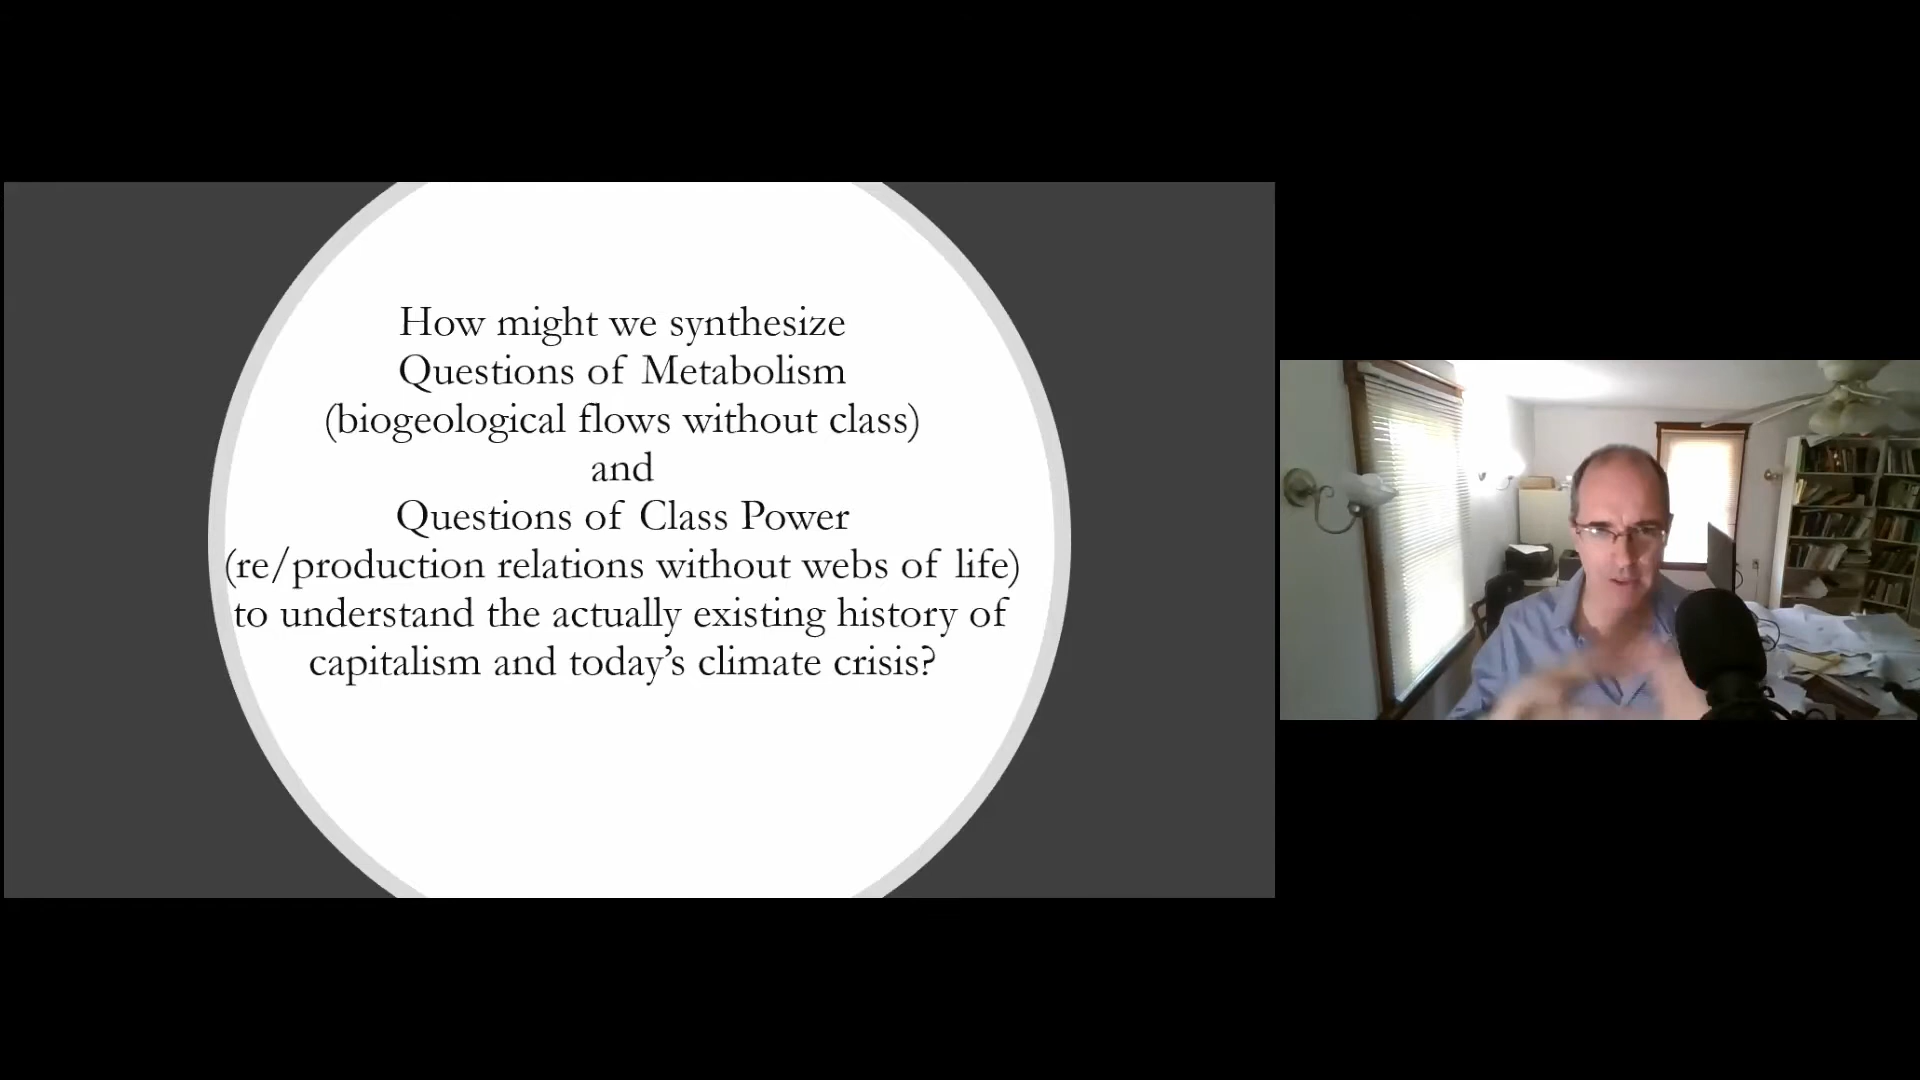 How might we synthesize
Questions of Metabolism
(biogeological flows without class)
and
Questions of Class Power
(re/production relations without webs of life)
to understand the actually existing history of
capitalism and today’s climate crisis?